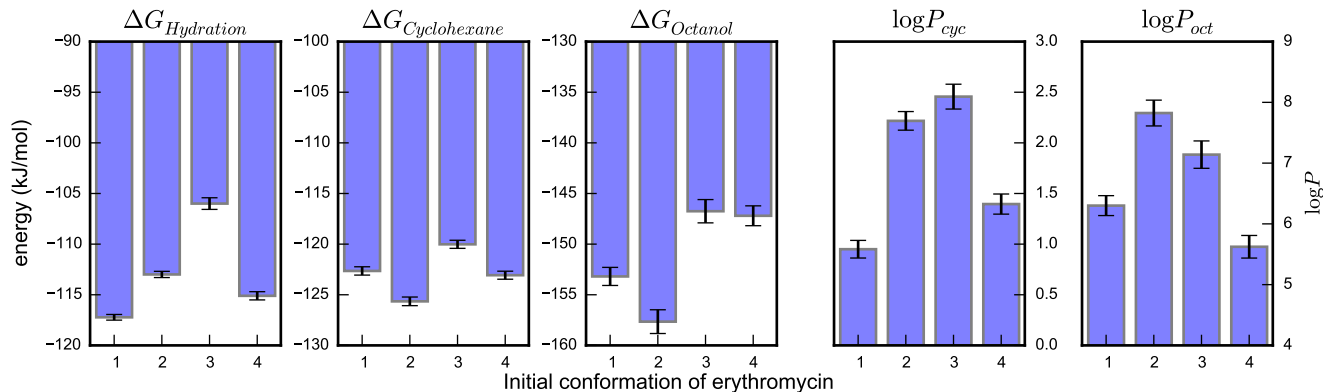 ΔG_Hydration
ΔG_Cyclohexane
ΔG_Octanol
logP_cyc
logP_oct
energy (kJ/mol)
−90
−95
−100
−105
−110
−115
−120
1 2 3 4
−100
−105
−110
−115
−120
−125
−130
1 2 3 4
−130
−135
−140
−145
−150
−155
−160
1 2 3 4
3.0
2.5
2.0
1.5
1.0
0.5
0.0
1 2 3 4
9
8
7
6
5
4
1 2 3 4
logP
Initial conformation of erythromycin